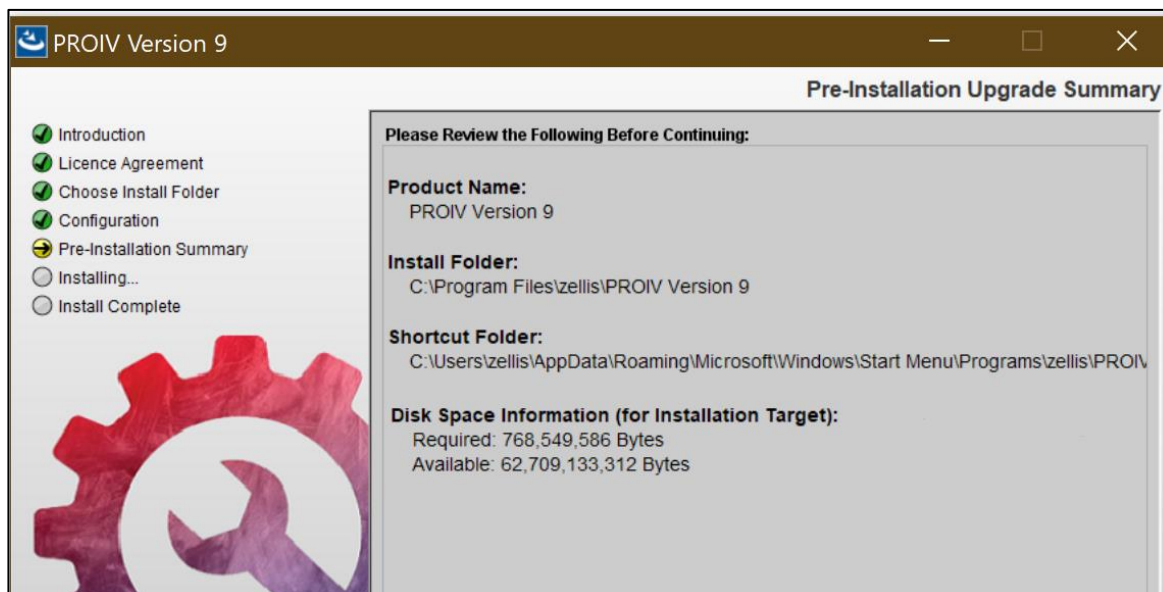 PROIV Version 9
Pre-Installation Upgrade Summary
Introduction
Licence Agreement
Choose Install Folder
Configuration
Pre-Installation Summary
Installing...
Install Complete
Please Review the Following Before Continuing:
Product Name:
PROIV Version 9
Install Folder:
C:\Program Files\zellis\PROIV Version 9
Shortcut Folder:
C:\Users\zellis\AppData\Roaming\Microsoft\Windows\Start Menu\Programs\zellis\PROIV
Disk Space Information (for Installation Target):
Required: 768,549,586 Bytes
Available: 62,709,133,312 Bytes